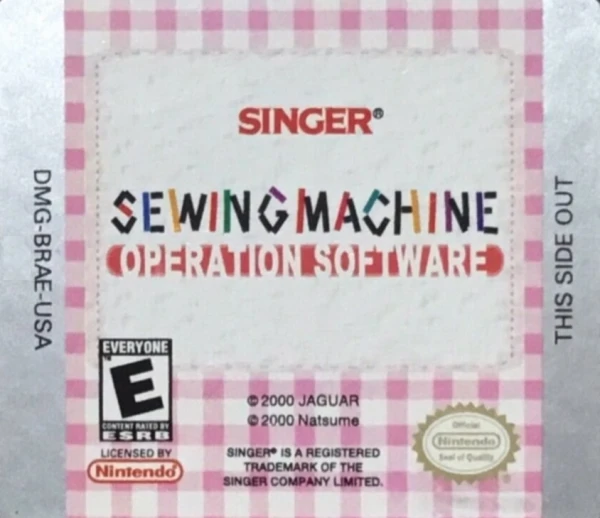 SINGER®
SEWING MACHINE
OPERATION SOFTWARE
DMG-BRAE-USA
THIS SIDE OUT
EVERYONE
E
CONTENT RATED BY
ESRB
LICENSED BY
Nintendo
© 2000 JAGUAR
© 2000 Natsume
SINGER® IS A REGISTERED
TRADEMARK OF THE
SINGER COMPANY LIMITED.
Official
Nintendo
Seal of Quality